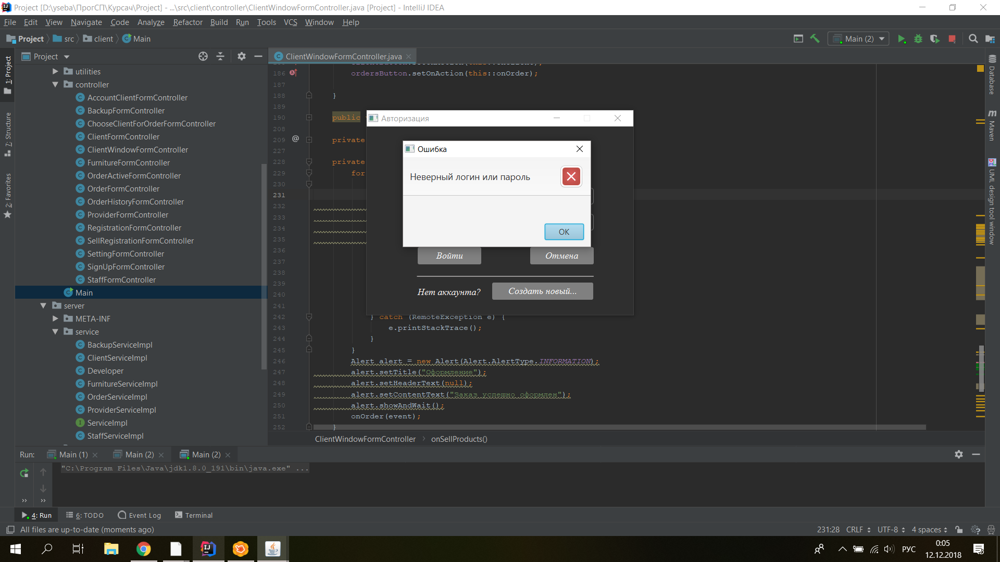 Project [D:\yseba\ПрогСП\Курсач\Project] - ...\src\client\controller\ClientWindowFormController.java [Project] - IntelliJ IDEA
File Edit View Navigate Code Analyze Refactor Build Run Tools VCS Window Help
Project src client Main
Main (2)
Project
ClientWindowFormController.java
1: Project
7: Structure
2: Favorites
utilities
controller
AccountClientFormController
BackupFormController
ChooseClientForOrderFormController
ClientFormController
ClientWindowFormController
FurnitureFormController
OrderActiveFormController
OrderFormController
OrderHistoryFormController
ProviderFormController
RegistrationFormController
SellRegistrationFormController
SettingFormController
SignUpFormController
StaffFormController
Main
server
META-INF
service
BackupServiceImpl
ClientServiceImpl
Developer
FurnitureServiceImpl
OrderServiceImpl
ProviderServiceImpl
ServiceImpl
StaffServiceImpl
186 ordersButton.setOnAction(this::onOrder);
187
188 }
189
190 public
208
209 @ private
227
228 private
229 for
230
231
232
233
234
235
236
237
238
239
240
241
242 } catch (RemoteException e) {
243 e.printStackTrace();
244 }
245 }
246 Alert alert = new Alert(Alert.AlertType.INFORMATION);
247 alert.setTitle("Оформление");
248 alert.setHeaderText(null);
249 alert.setContentText("Заказ успешно оформлен");
250 alert.showAndWait();
251 onOrder(event);
252 }
ClientWindowFormController onSellProducts()
Авторизация
Ошибка
Неверный логин или пароль
OK
Войти Отмена
Нет аккаунта? Создать новый...
Database
Maven
UML design tool window
Run: Main (1) Main (2) Main (2)
"C:\Program Files\Java\jdk1.8.0_191\bin\java.exe" ...
4: Run 6: TODO Event Log Terminal
All files are up-to-date (moments ago)
231:28 CRLF UTF-8 4 spaces
РУС
0:05
12.12.2018